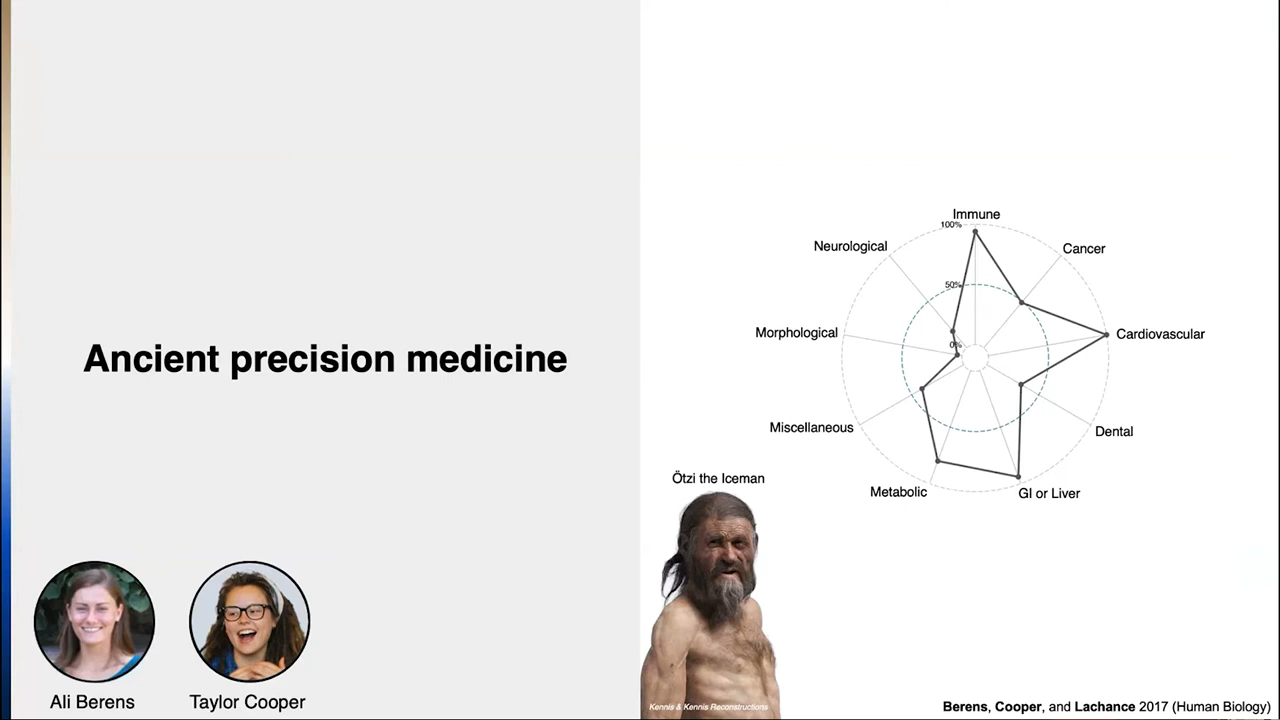 Ancient precision medicine
Ali Berens
Taylor Cooper
Immune
100%
Neurological
Cancer
50%
Morphological
Cardiovascular
0%
Miscellaneous
Dental
Metabolic
GI or Liver
Ötzi the Iceman
Kennis & Kennis Reconstructions
Berens, Cooper, and Lachance 2017 (Human Biology)